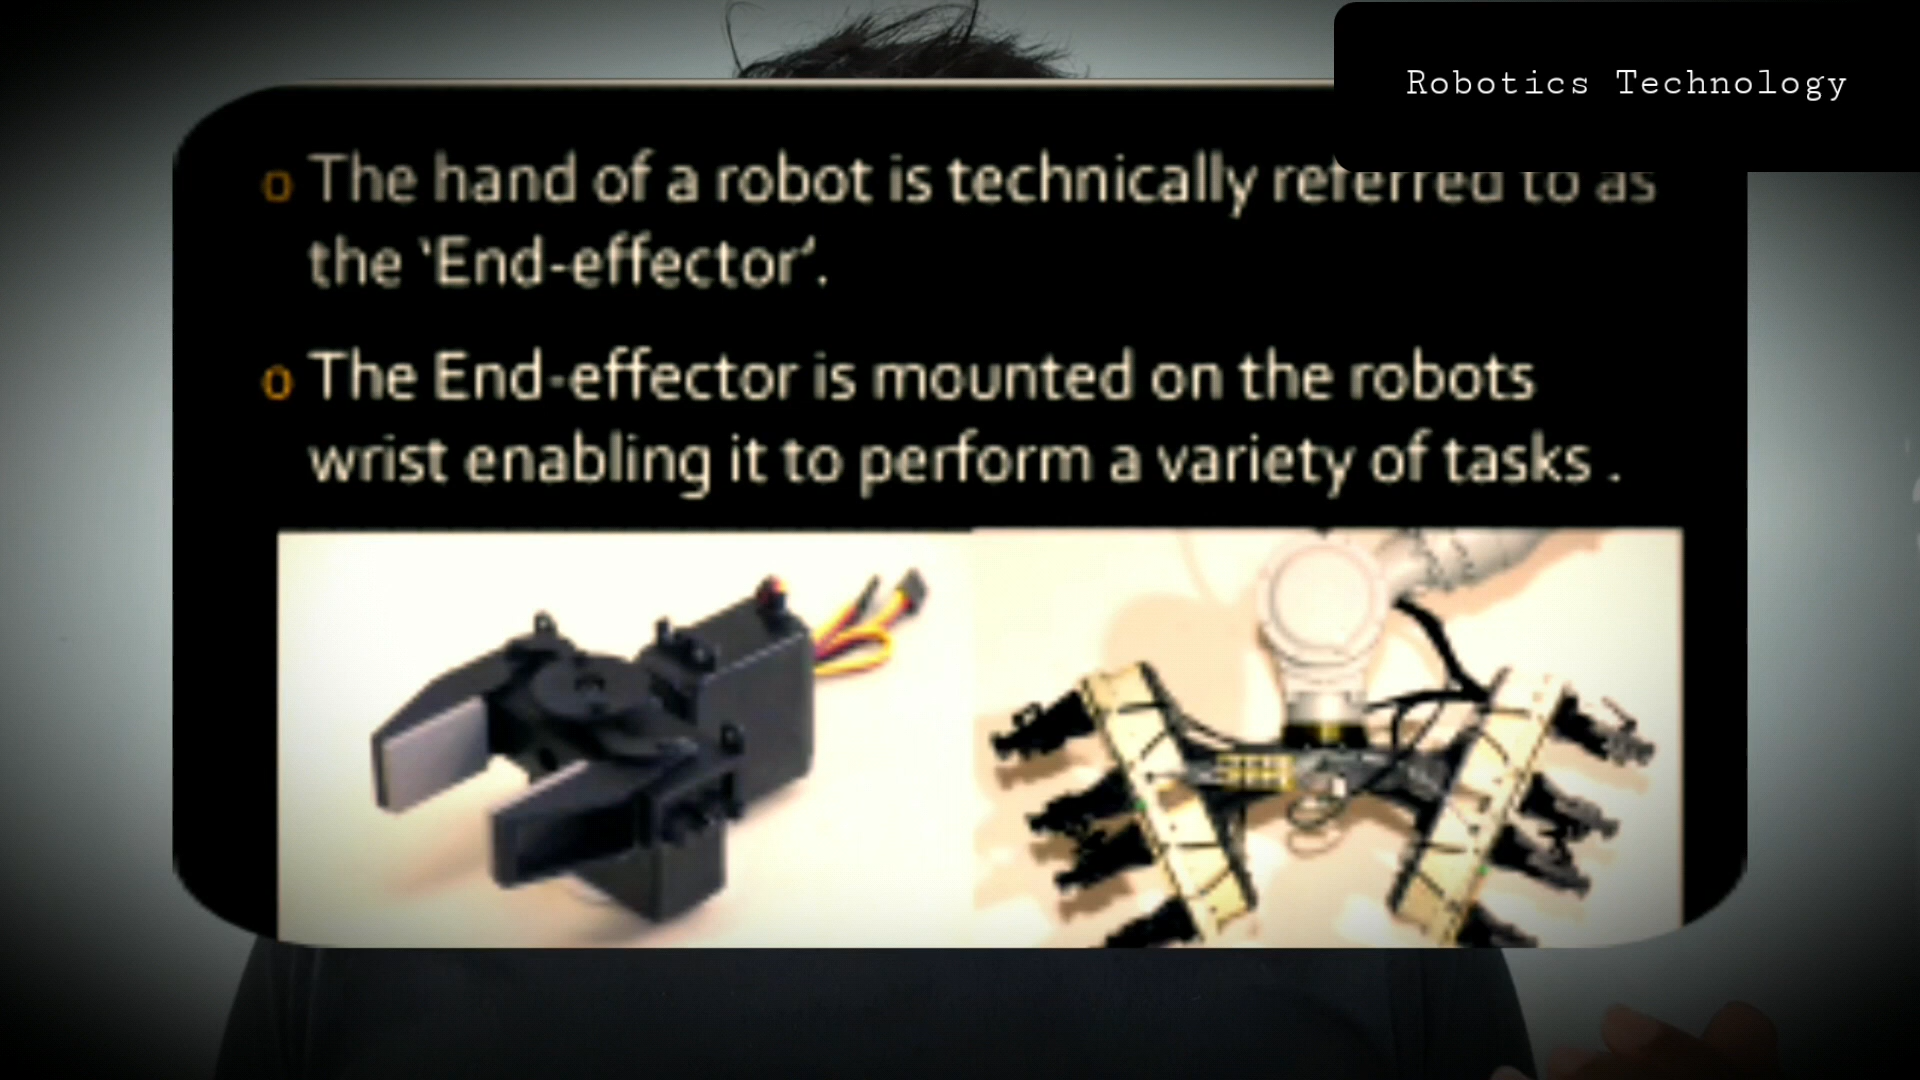 Robotics Technology
o The hand of a robot is technically referred to as
the ‘End-effector’.
o The End-effector is mounted on the robots
wrist enabling it to perform a variety of tasks .